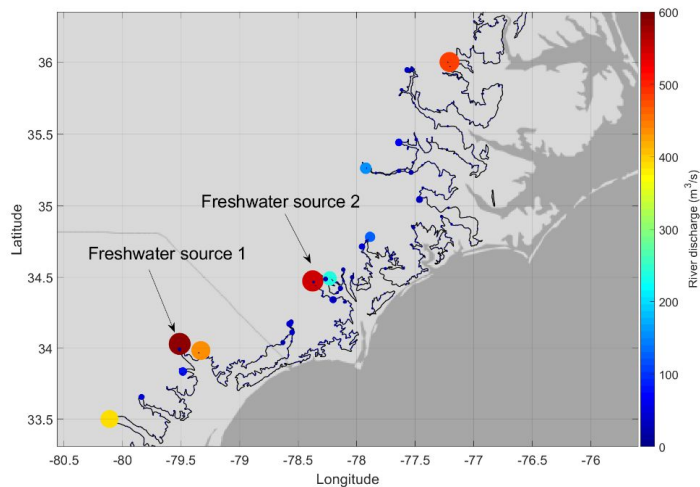 600
36
500
35.5
400
Freshwater source 2
35
300
Freshwater source 1
34.5
200
34
100
33.5
0
-80.5 -80 -79.5 -79 -78.5 -78 -77.5 -77 -76.5 -76
Longitude
Latitude
River discharge (m³/s)